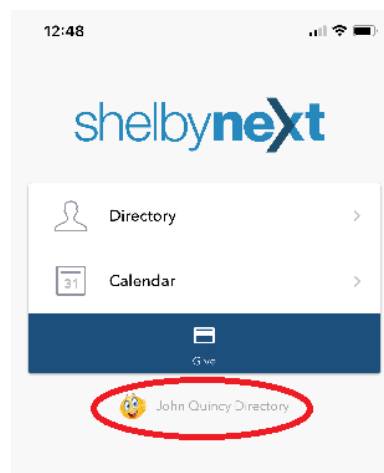 12:48
shelbynext
Directory
31 Calendar
Give
John Quincy Directory